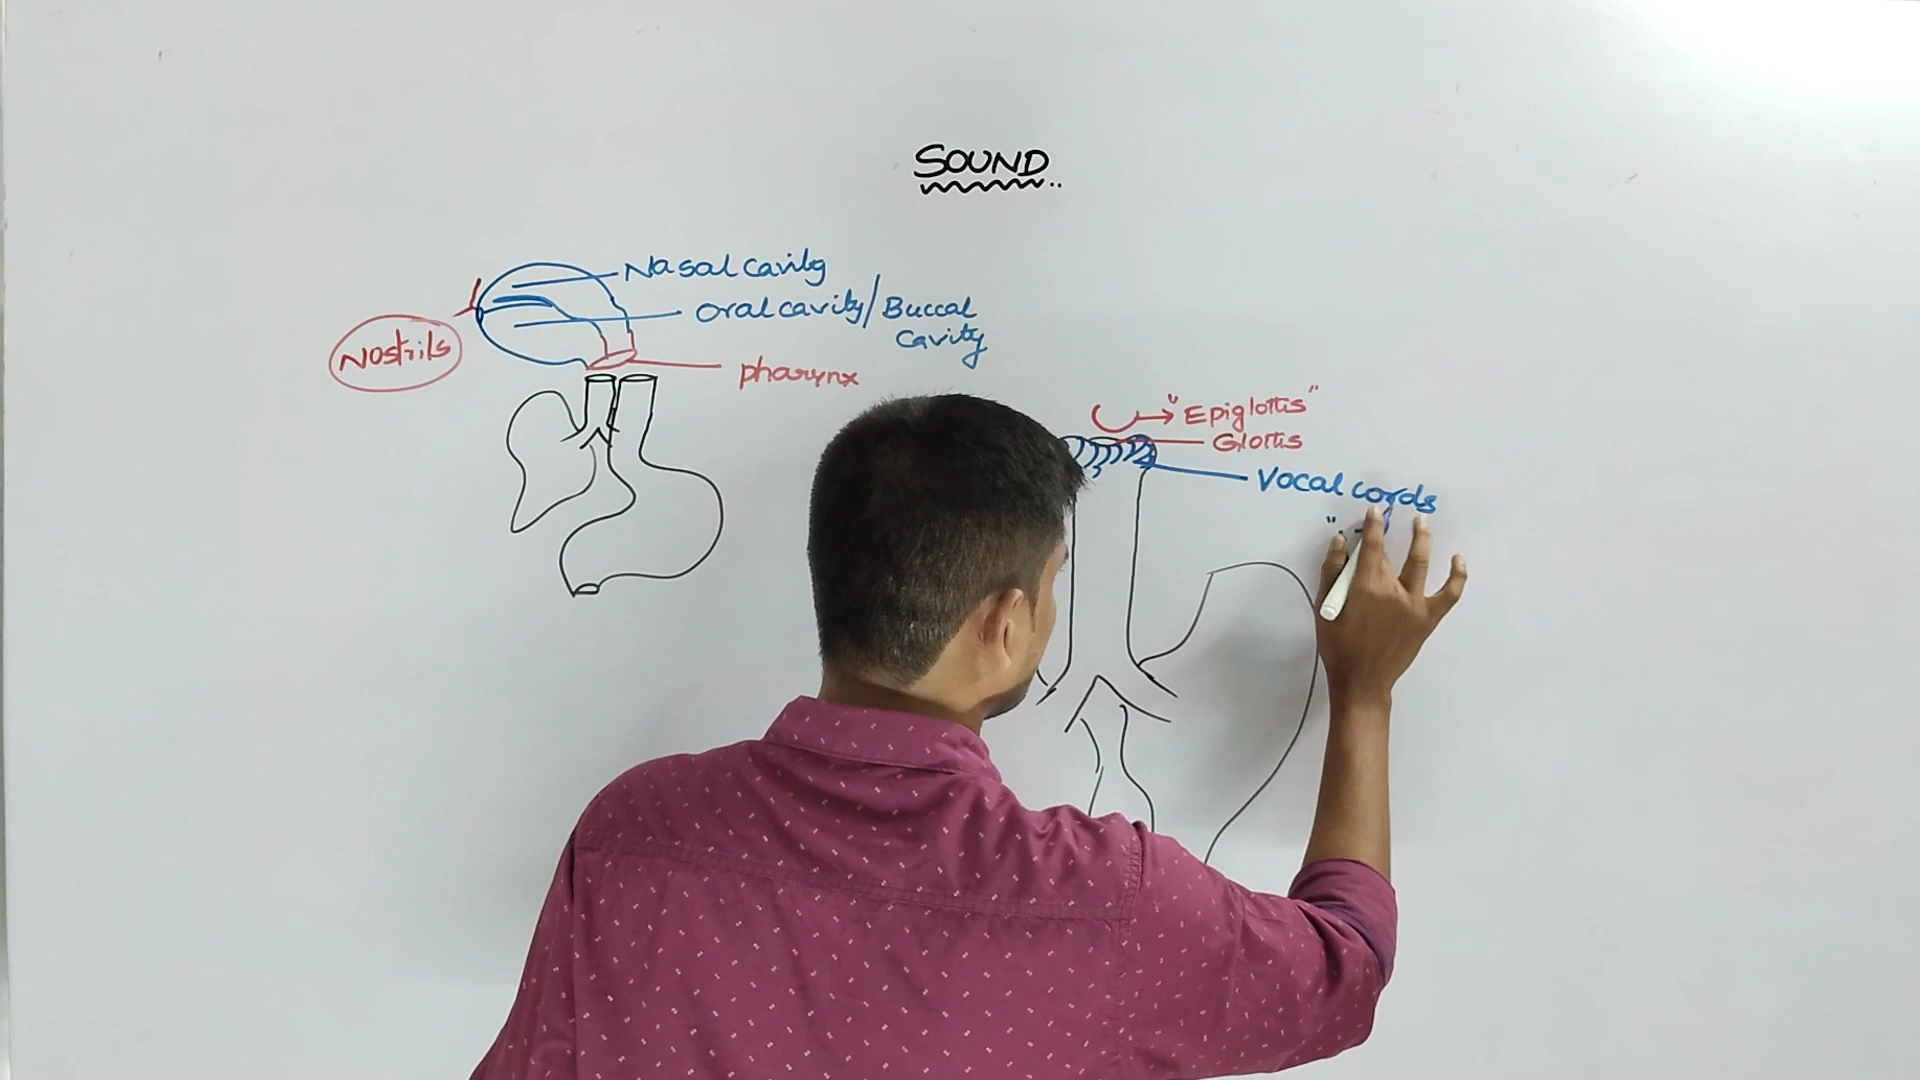 SOUND
Nasal cavity
Oral cavity/Buccal
Cavity
Nostrils
pharynx
"Epiglottis"
Glottis
Vocal cords